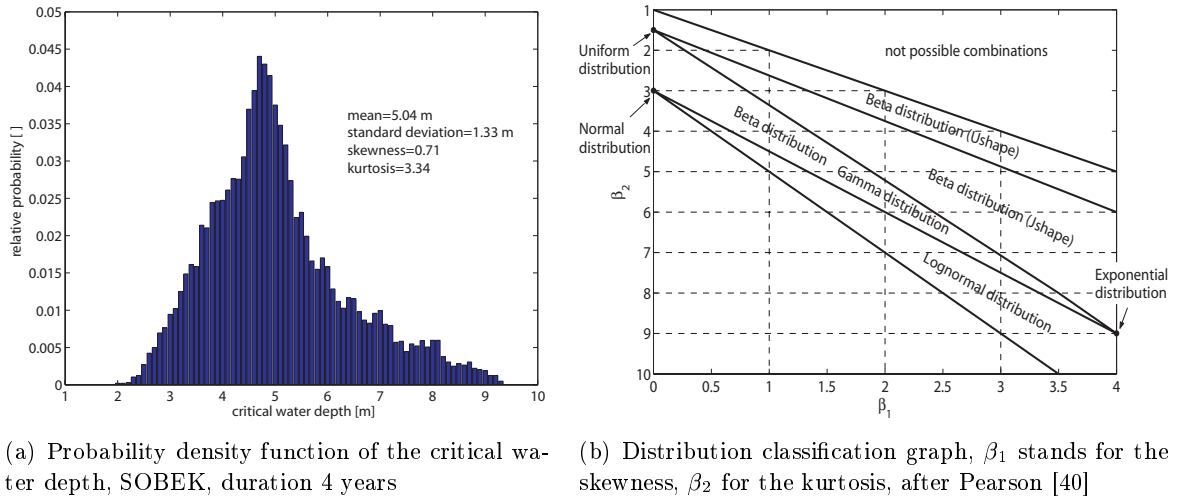 0.05
0.045
0.04
0.035
0.03
0.025
0.02
0.015
0.01
0.005
0
relative probability [ ]
mean=5.04 m
standard deviation=1.33 m
skewness=0.71
kurtosis=3.34
1 2 3 4 5 6 7 8 9 10
critical water depth [m]
(a) Probability density function of the critical wa-
ter depth, SOBEK, duration 4 years
1
2
3
4
5
6
7
8
9
10
β2
Uniform
distribution
Normal
distribution
not possible combinations
Beta distribution (Ushape)
Beta distribution
Gamma distribution
Beta distribution (Jshape)
Lognormal distribution
Exponential
distribution
0 0.5 1 1.5 2 2.5 3 3.5 4
β1
(b) Distribution classification graph, β1 stands for the
skewness, β2 for the kurtosis, after Pearson [40]